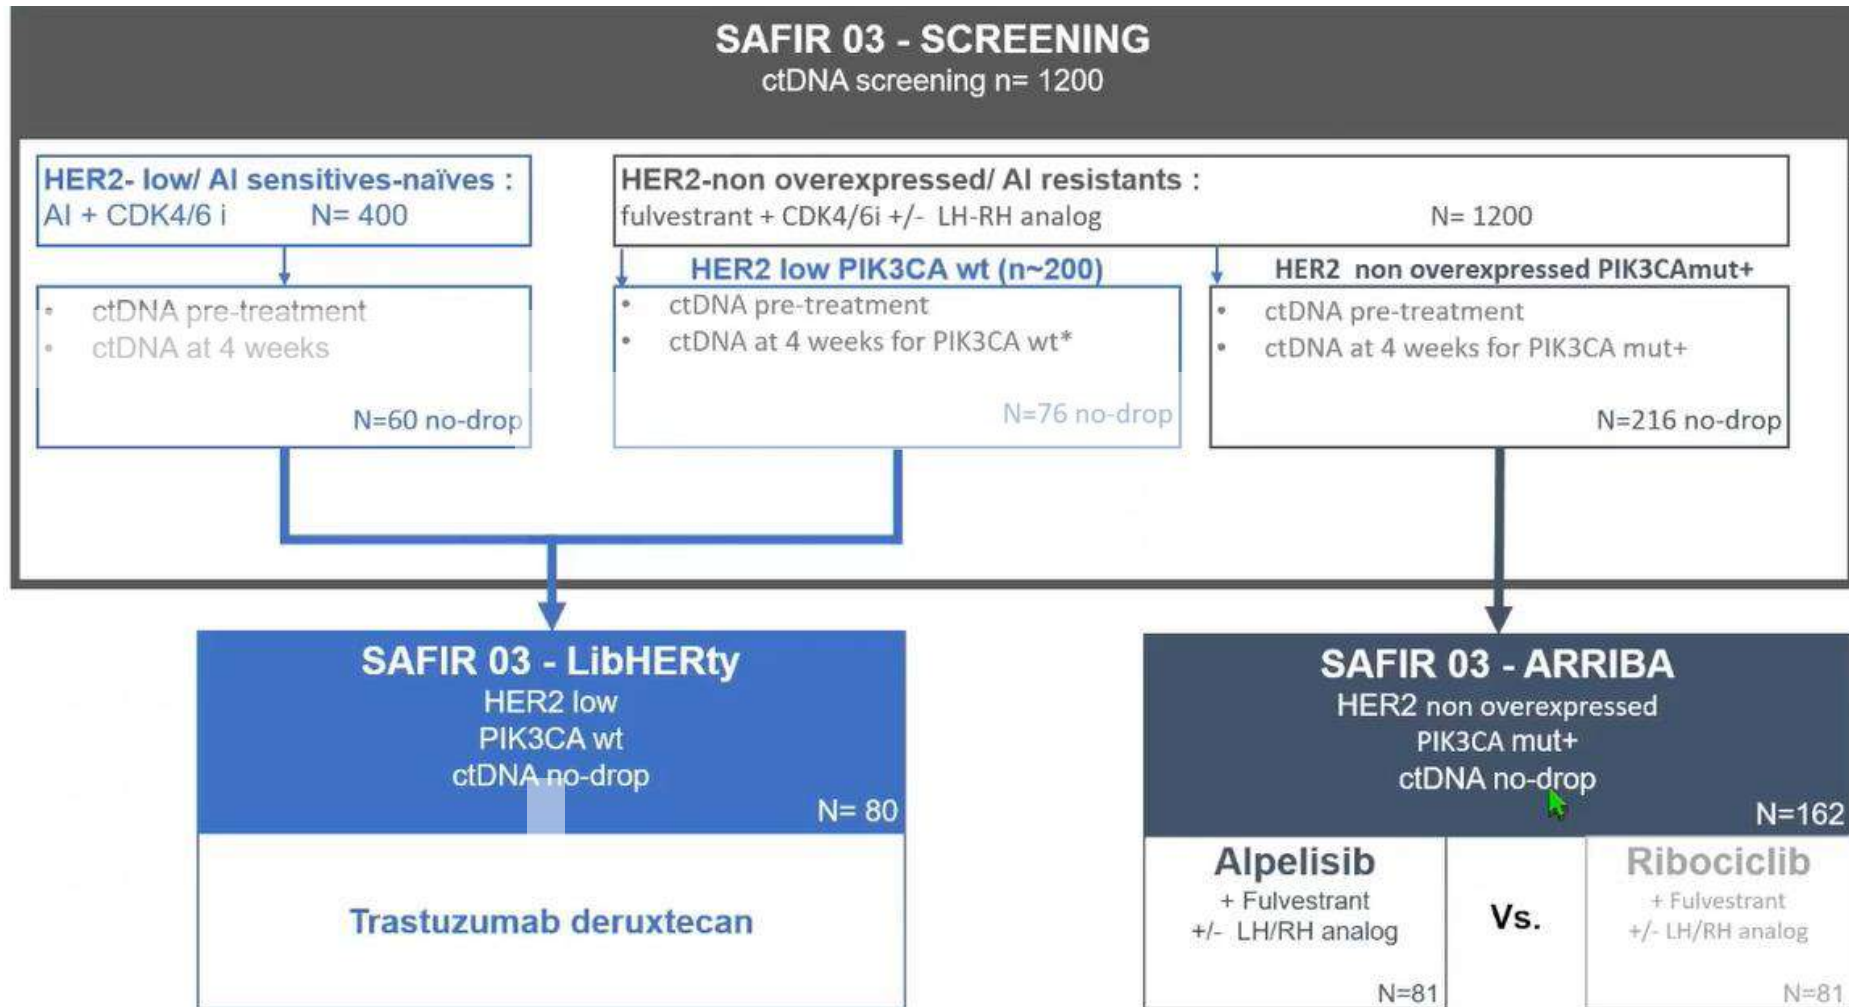 SAFIR 03 - SCREENING
ctDNA screening n= 1200
HER2- low/ AI sensitives-naïves :
AI + CDK4/6 i N= 400
HER2-non overexpressed/ AI resistants :
fulvestrant + CDK4/6i +/- LH-RH analog N= 1200
HER2 low PIK3CA wt (n~200)
HER2 non overexpressed PIK3CAmut+
• ctDNA pre-treatment
• ctDNA at 4 weeks
N=60 no-drop
• ctDNA pre-treatment
• ctDNA at 4 weeks for PIK3CA wt*
N=76 no-drop
• ctDNA pre-treatment
• ctDNA at 4 weeks for PIK3CA mut+
N=216 no-drop
SAFIR 03 - LibHERty
HER2 low
PIK3CA wt
ctDNA no-drop
N= 80
Trastuzumab deruxtecan
SAFIR 03 - ARRIBA
HER2 non overexpressed
PIK3CA mut+
ctDNA no-drop
N=162
Alpelisib
+ Fulvestrant
+/- LH/RH analog
N=81
Vs.
Ribociclib
+ Fulvestrant
+/- LH/RH analog
N=81